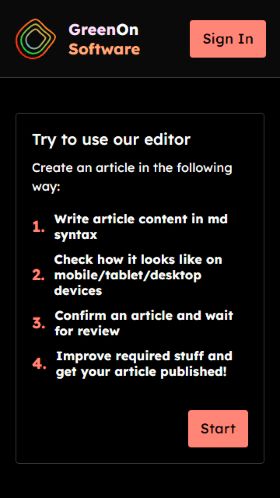 GreenOn
Software
Sign In
Try to use our editor
Create an article in the following
way:
1. Write article content in md
syntax
2. Check how it looks like on
mobile/tablet/desktop
devices
3. Confirm an article and wait
for review
4. Improve required stuff and
get your article published!
Start